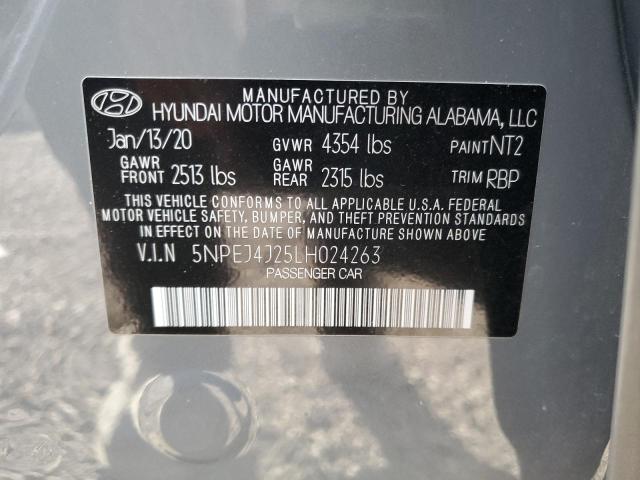 MANUFACTURED BY
HYUNDAI MOTOR MANUFACTURING ALABAMA, LLC
Jan/13/20 GVWR 4354 lbs PAINT NT2
GAWR FRONT 2513 lbs GAWR REAR 2315 lbs TRIM RBP
THIS VEHICLE CONFORMS TO ALL APPLICABLE U.S.A. FEDERAL
MOTOR VEHICLE SAFETY, BUMPER, AND THEFT PREVENTION STANDARDS
IN EFFECT ON THE DATE OF MANUFACTURE SHOWN ABOVE.
V.I.N 5NPEJ4J25LH024263
PASSENGER CAR